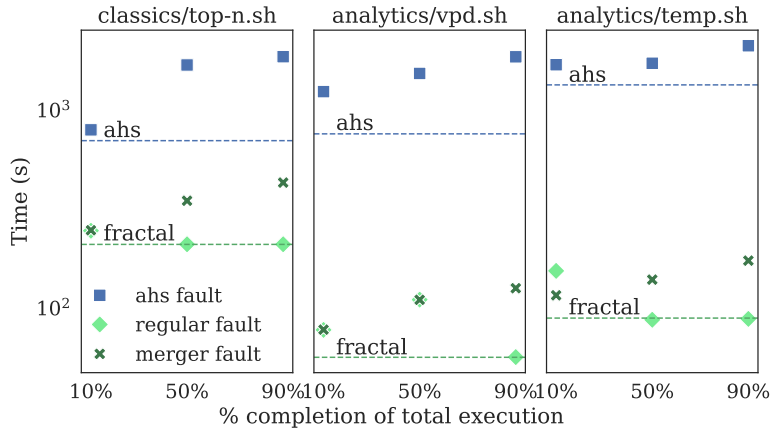 classics/top-n.sh
analytics/vpd.sh
analytics/temp.sh
Time (s)
10³
10²
ahs
fractal
ahs fault
regular fault
merger fault
ahs
fractal
ahs
fractal
10% 50% 90%
10% 50% 90%
10% 50% 90%
% completion of total execution